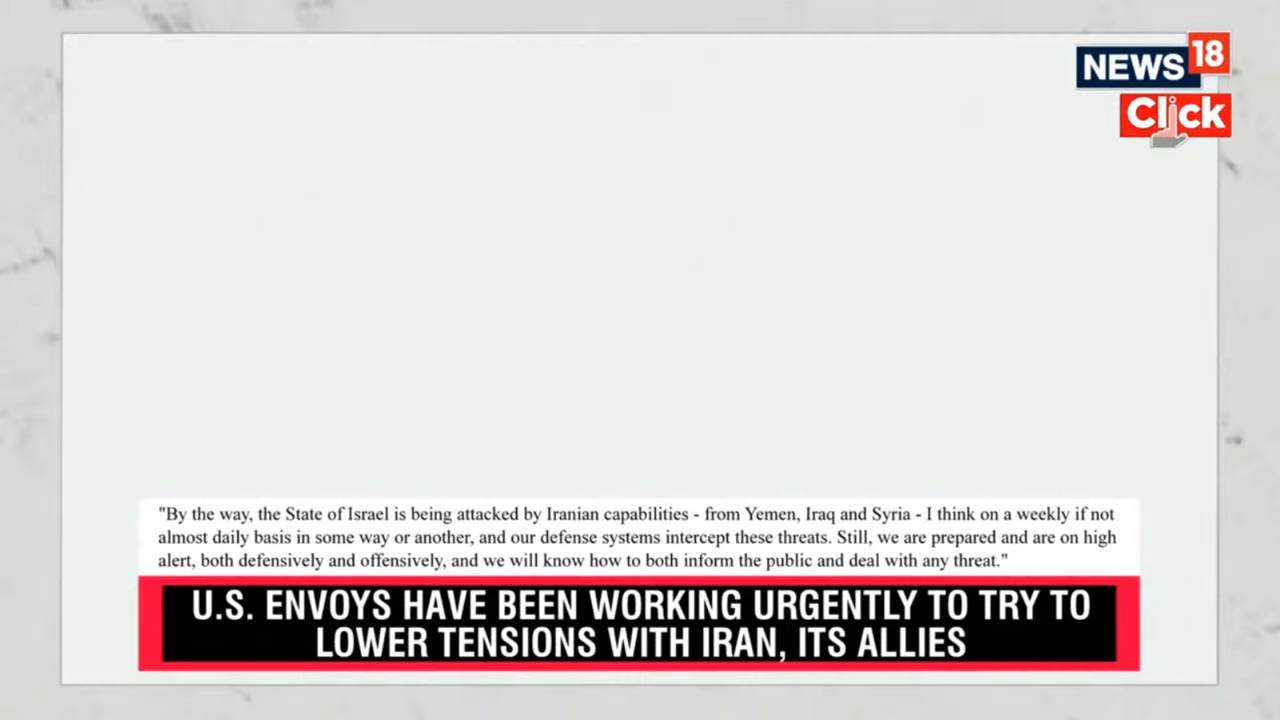 NEWS 18
Click
"By the way, the State of Israel is being attacked by Iranian capabilities - from Yemen, Iraq and Syria - I think on a weekly if not
almost daily basis in some way or another, and our defense systems intercept these threats. Still, we are prepared and are on high
alert, both defensively and offensively, and we will know how to both inform the public and deal with any threat."
U.S. ENVOYS HAVE BEEN WORKING URGENTLY TO TRY TO
LOWER TENSIONS WITH IRAN, ITS ALLIES